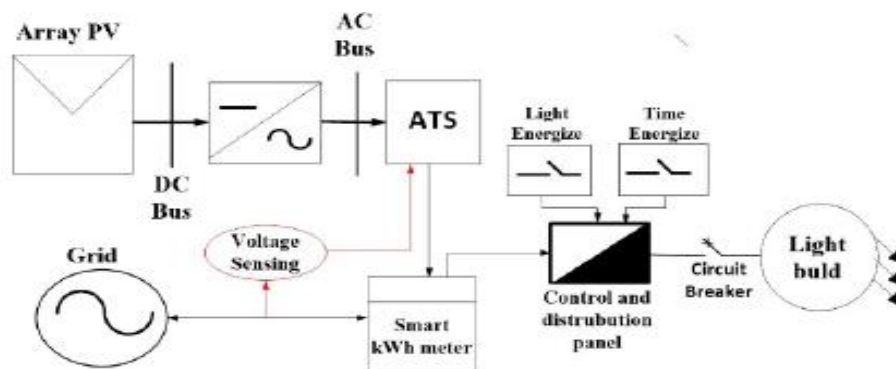 Array PV
AC
Bus
ATS
DC
Bus
Light
Energize
Time
Energize
Voltage
Sensing
Grid
Smart
kWh meter
Control and
distrubution
panel
Circuit
Breaker
Light
buld